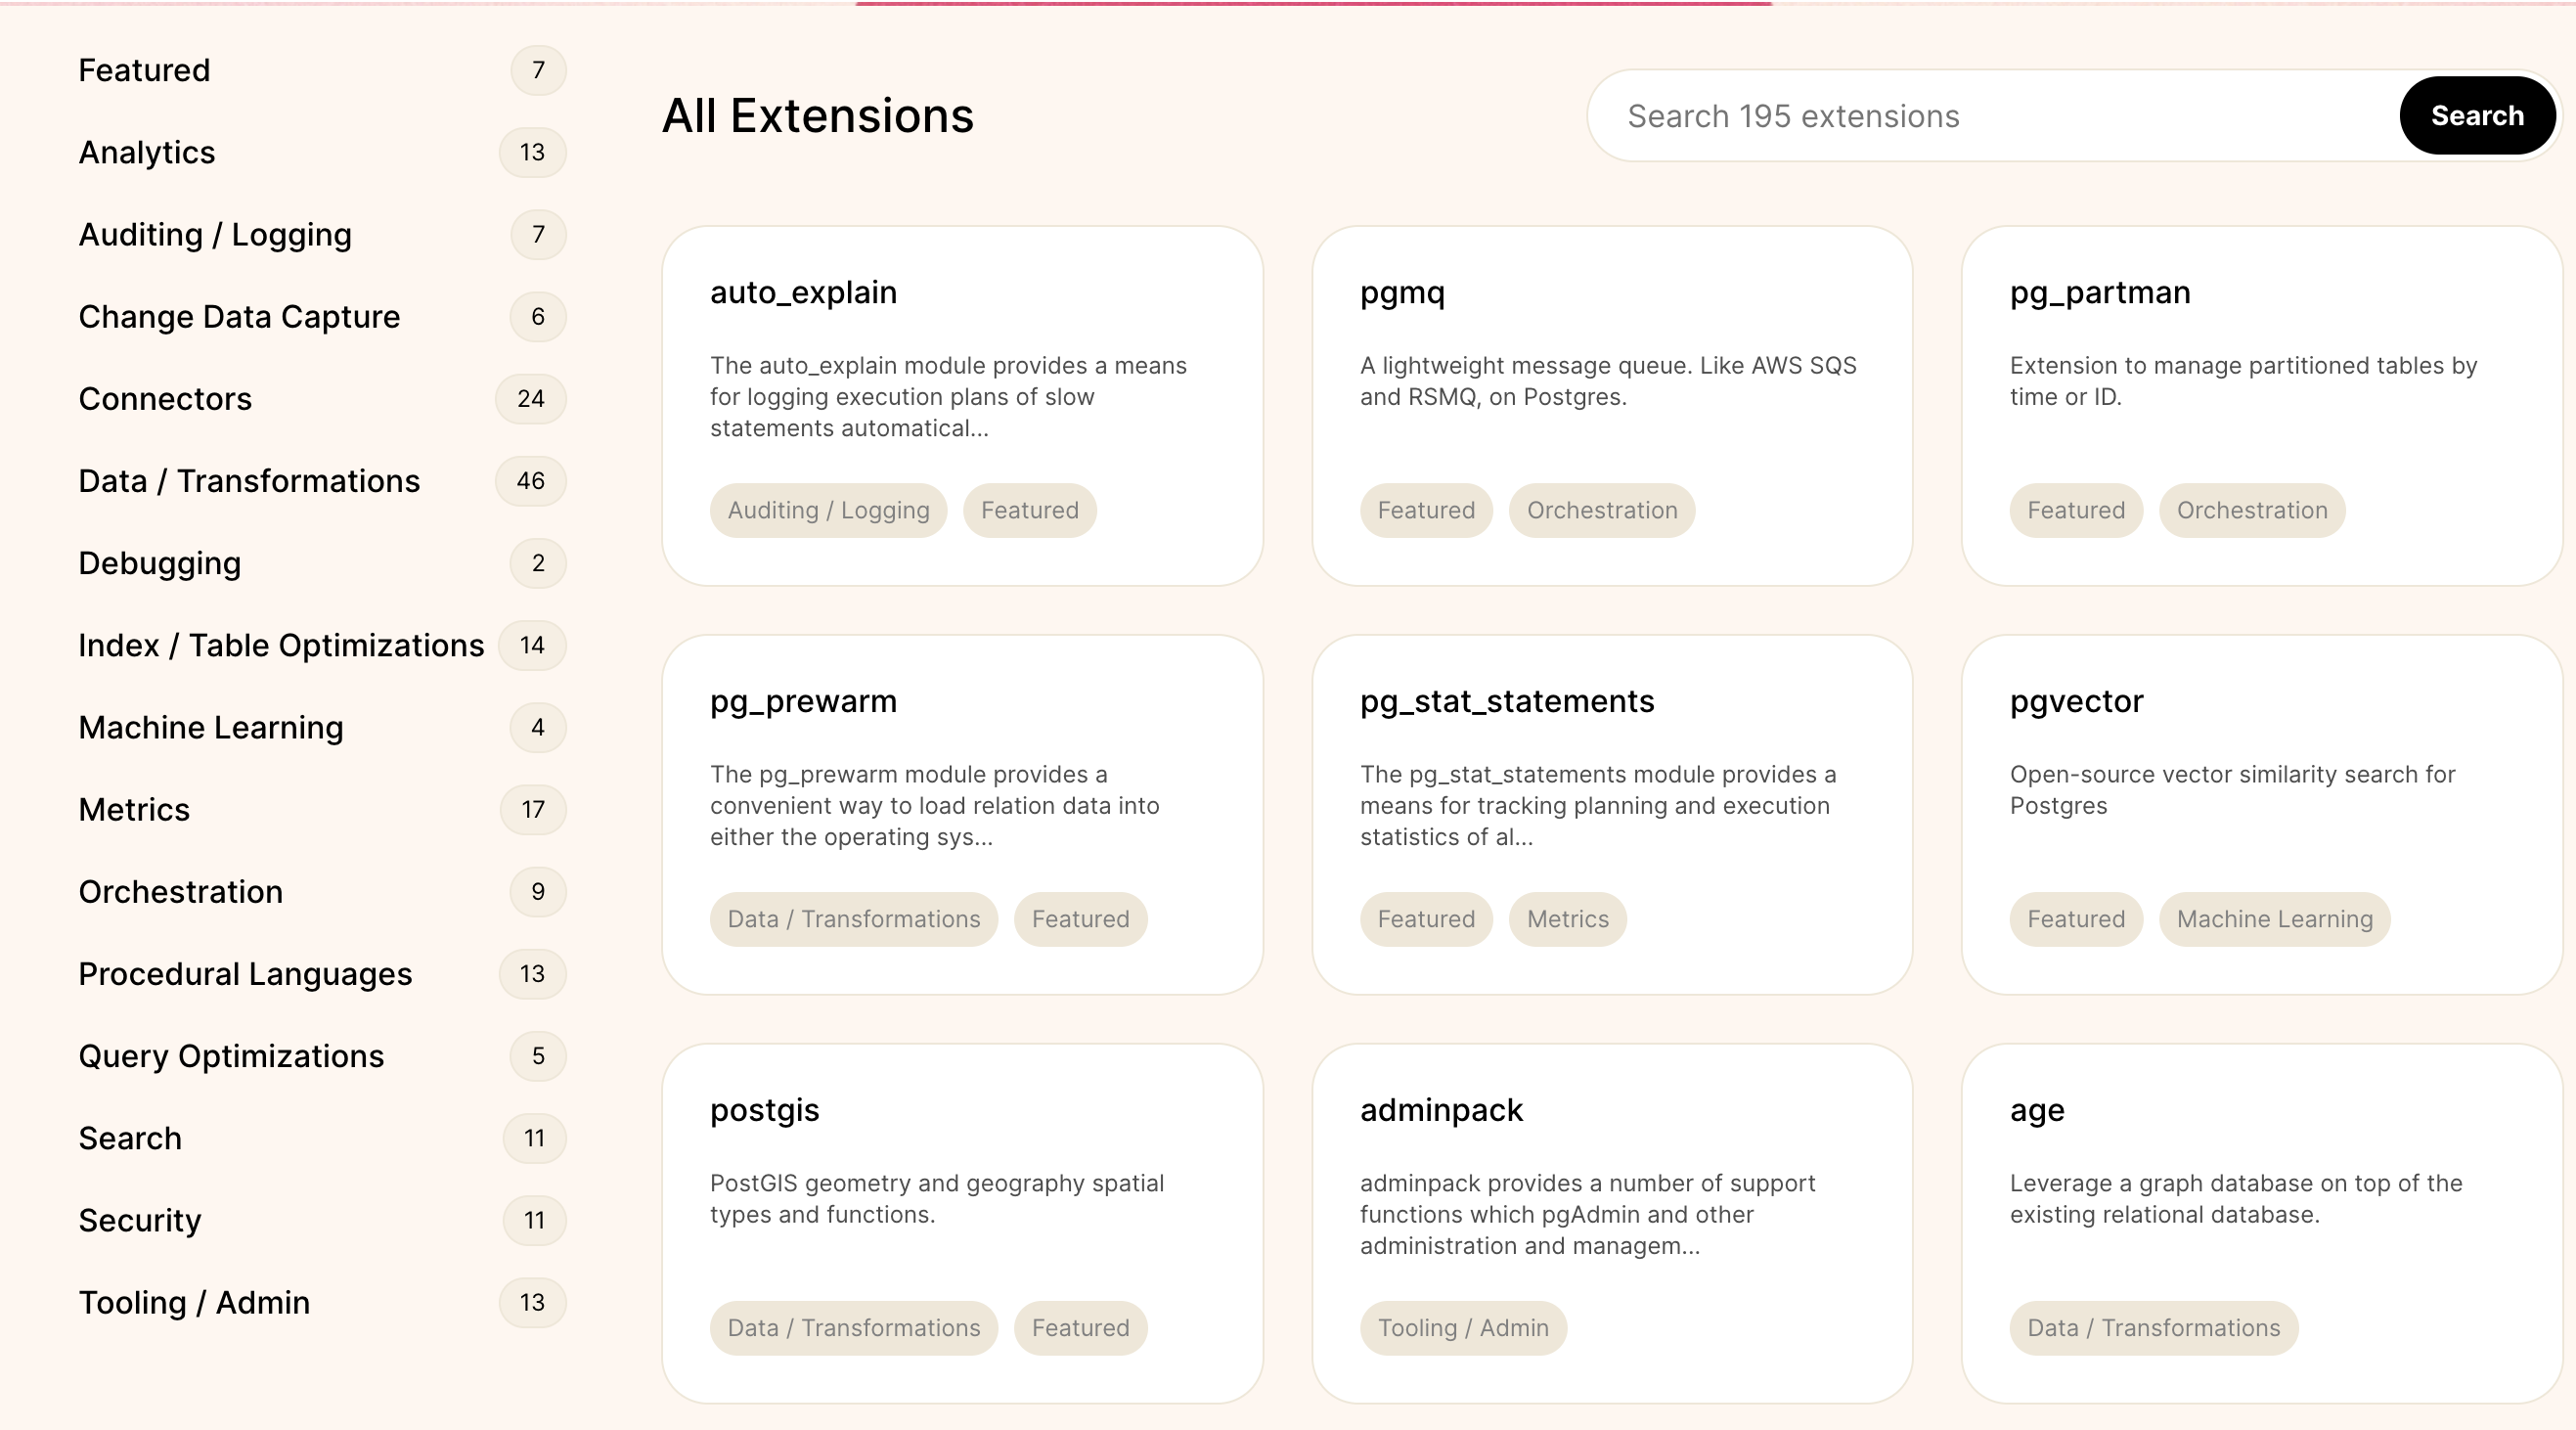 Featured 7
Analytics 13
Auditing / Logging 7
Change Data Capture 6
Connectors 24
Data / Transformations 46
Debugging 2
Index / Table Optimizations 14
Machine Learning 4
Metrics 17
Orchestration 9
Procedural Languages 13
Query Optimizations 5
Search 11
Security 11
Tooling / Admin 13
All Extensions
Search 195 extensions
Search
auto_explain
The auto_explain module provides a means
for logging execution plans of slow
statements automatical...
Auditing / Logging Featured
pgmq
A lightweight message queue. Like AWS SQS
and RSMQ, on Postgres.
Featured Orchestration
pg_partman
Extension to manage partitioned tables by
time or ID.
Featured Orchestration
pg_prewarm
The pg_prewarm module provides a
convenient way to load relation data into
either the operating sys...
Data / Transformations Featured
pg_stat_statements
The pg_stat_statements module provides a
means for tracking planning and execution
statistics of al...
Featured Metrics
pgvector
Open-source vector similarity search for
Postgres
Featured Machine Learning
postgis
PostGIS geometry and geography spatial
types and functions.
Data / Transformations Featured
adminpack
adminpack provides a number of support
functions which pgAdmin and other
administration and managem...
Tooling / Admin
age
Leverage a graph database on top of the
existing relational database.
Data / Transformations